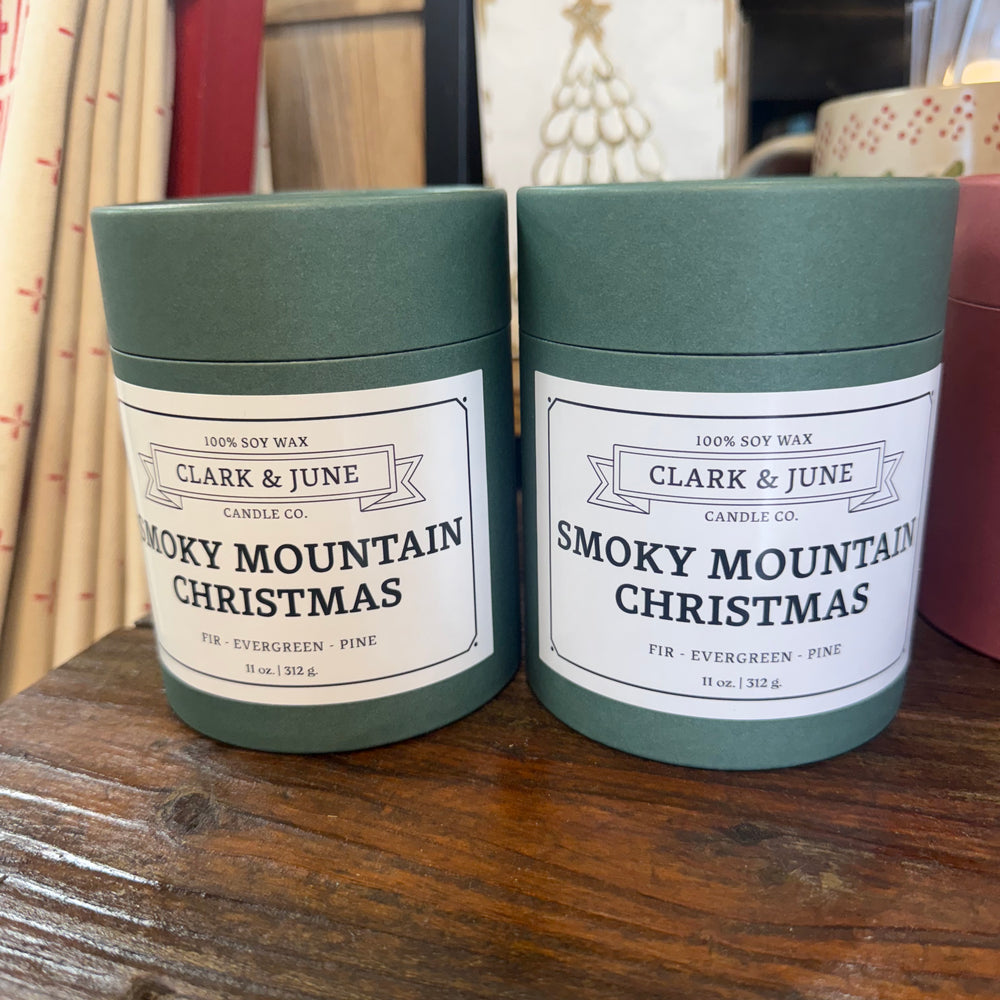 100% SOY WAX
CLARK & JUNE
CANDLE CO.
SMOKY MOUNTAIN
CHRISTMAS
FIR - EVERGREEN - PINE
11 oz. | 312 g.
100% SOY WAX
CLARK & JUNE
CANDLE CO.
SMOKY MOUNTAIN
CHRISTMAS
FIR - EVERGREEN - PINE
11 oz. | 312 g.